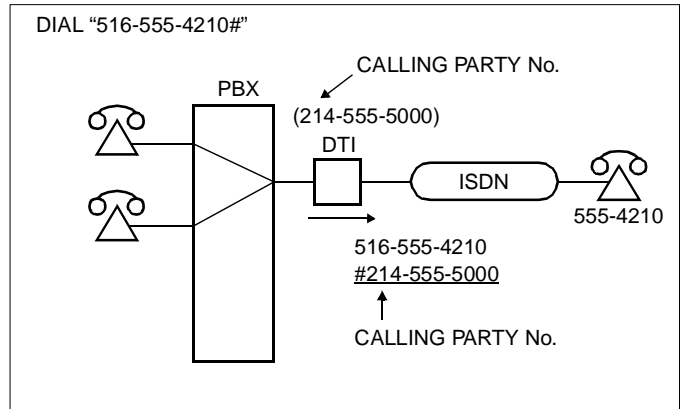 DIAL “516-555-4210#”
CALLING PARTY No.
PBX
(214-555-5000)
DTI
ISDN
555-4210
516-555-4210
#214-555-5000
CALLING PARTY No.